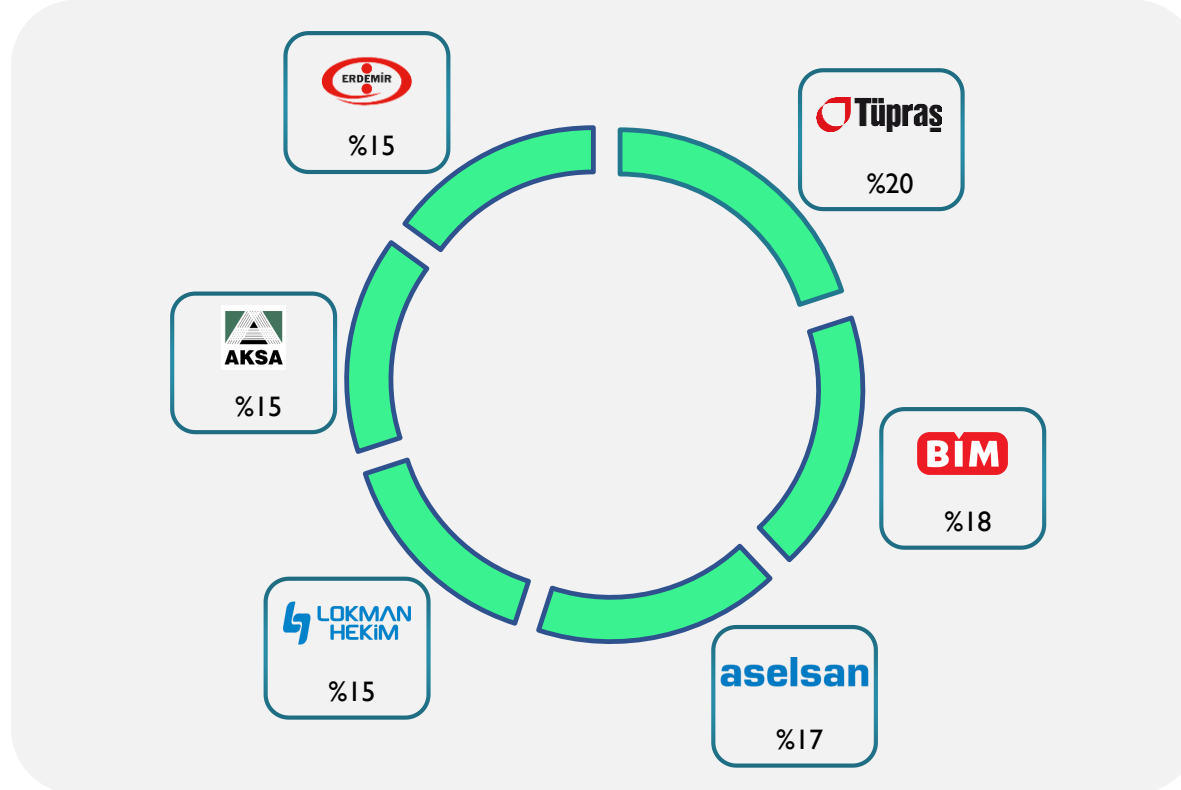 ERDEMİR
%15
Tüpraş
%20
AKSA
%15
BİM
%18
LOKMAN
HEKİM
%15
aselsan
%17